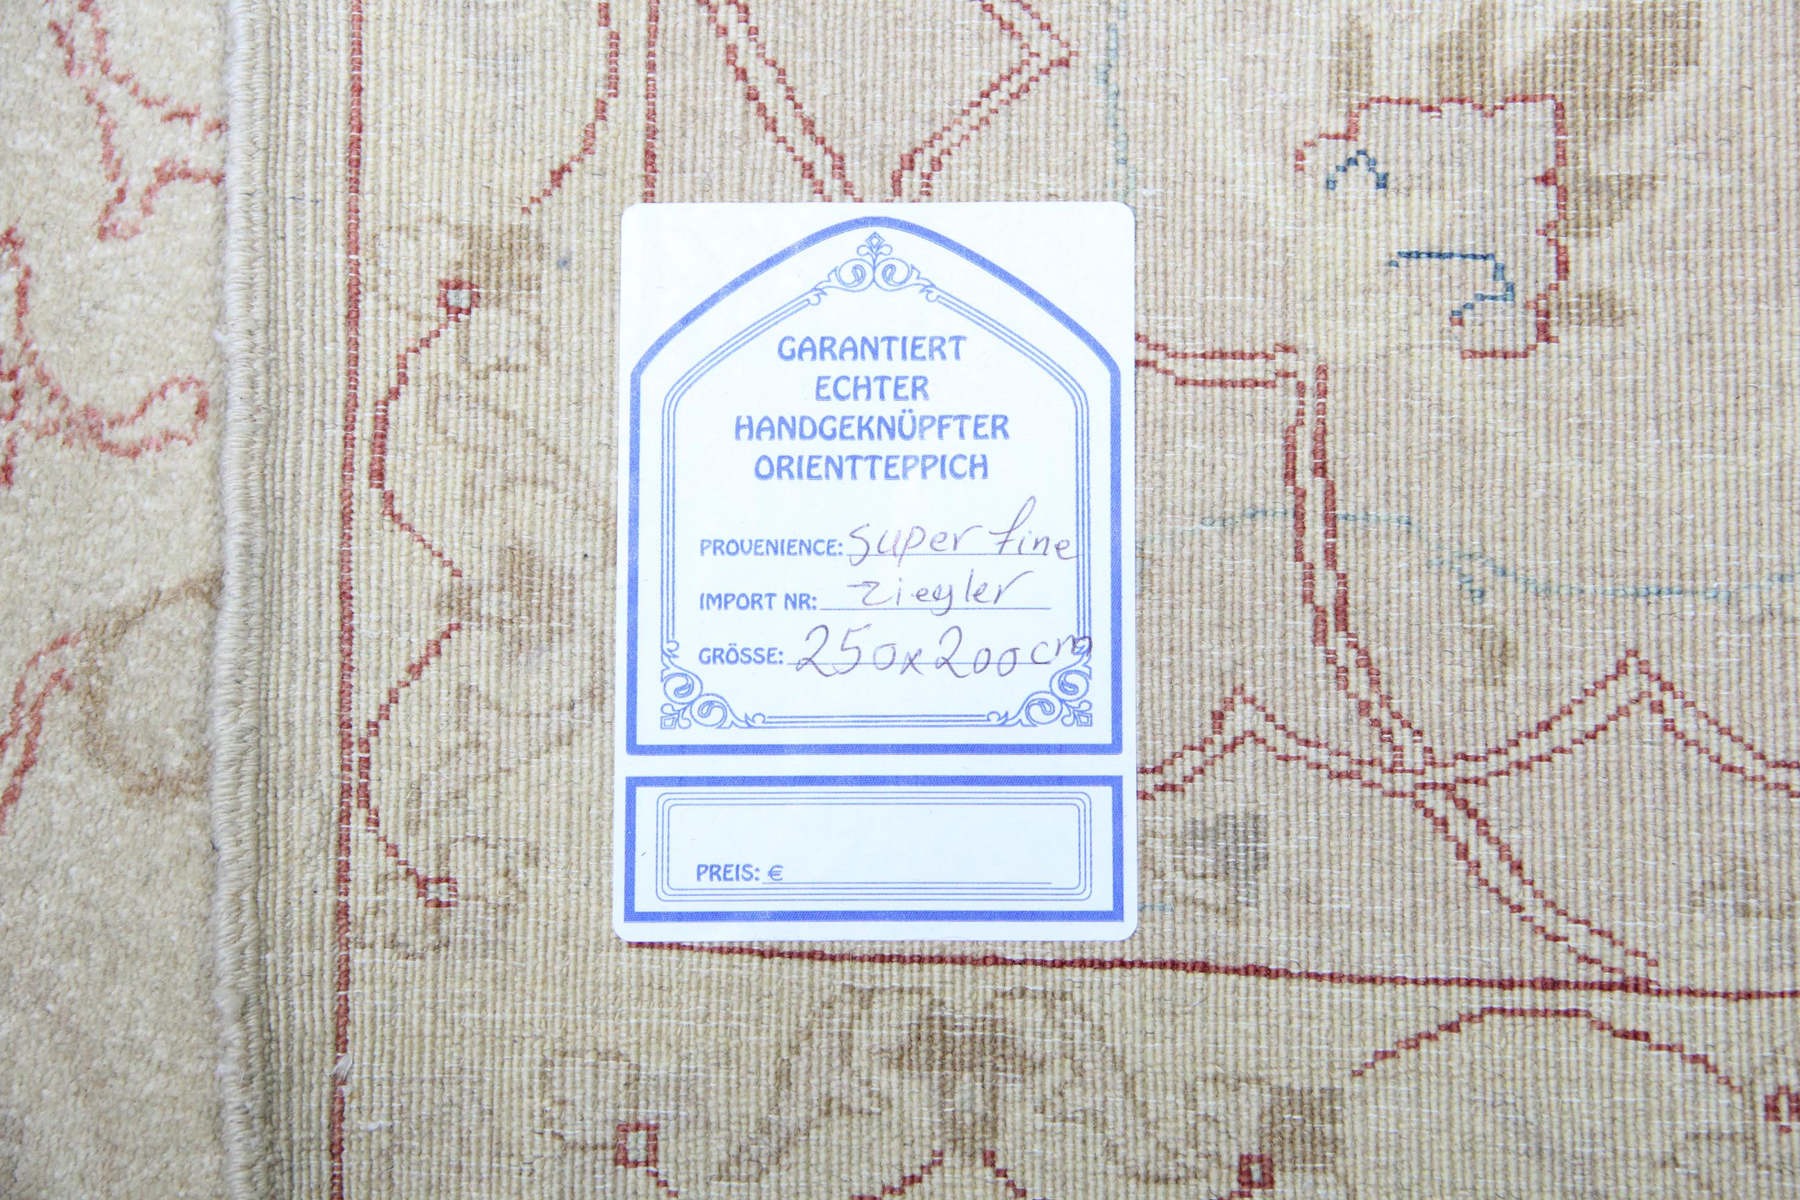 GARANTIERT
ECHTER
HANDGEKNÜPFTER
ORIENTTEPPICH
PROVENIENCE: super fine
IMPORT NR: ziegler
GRÖSSE: 250x200cm
PREIS: €